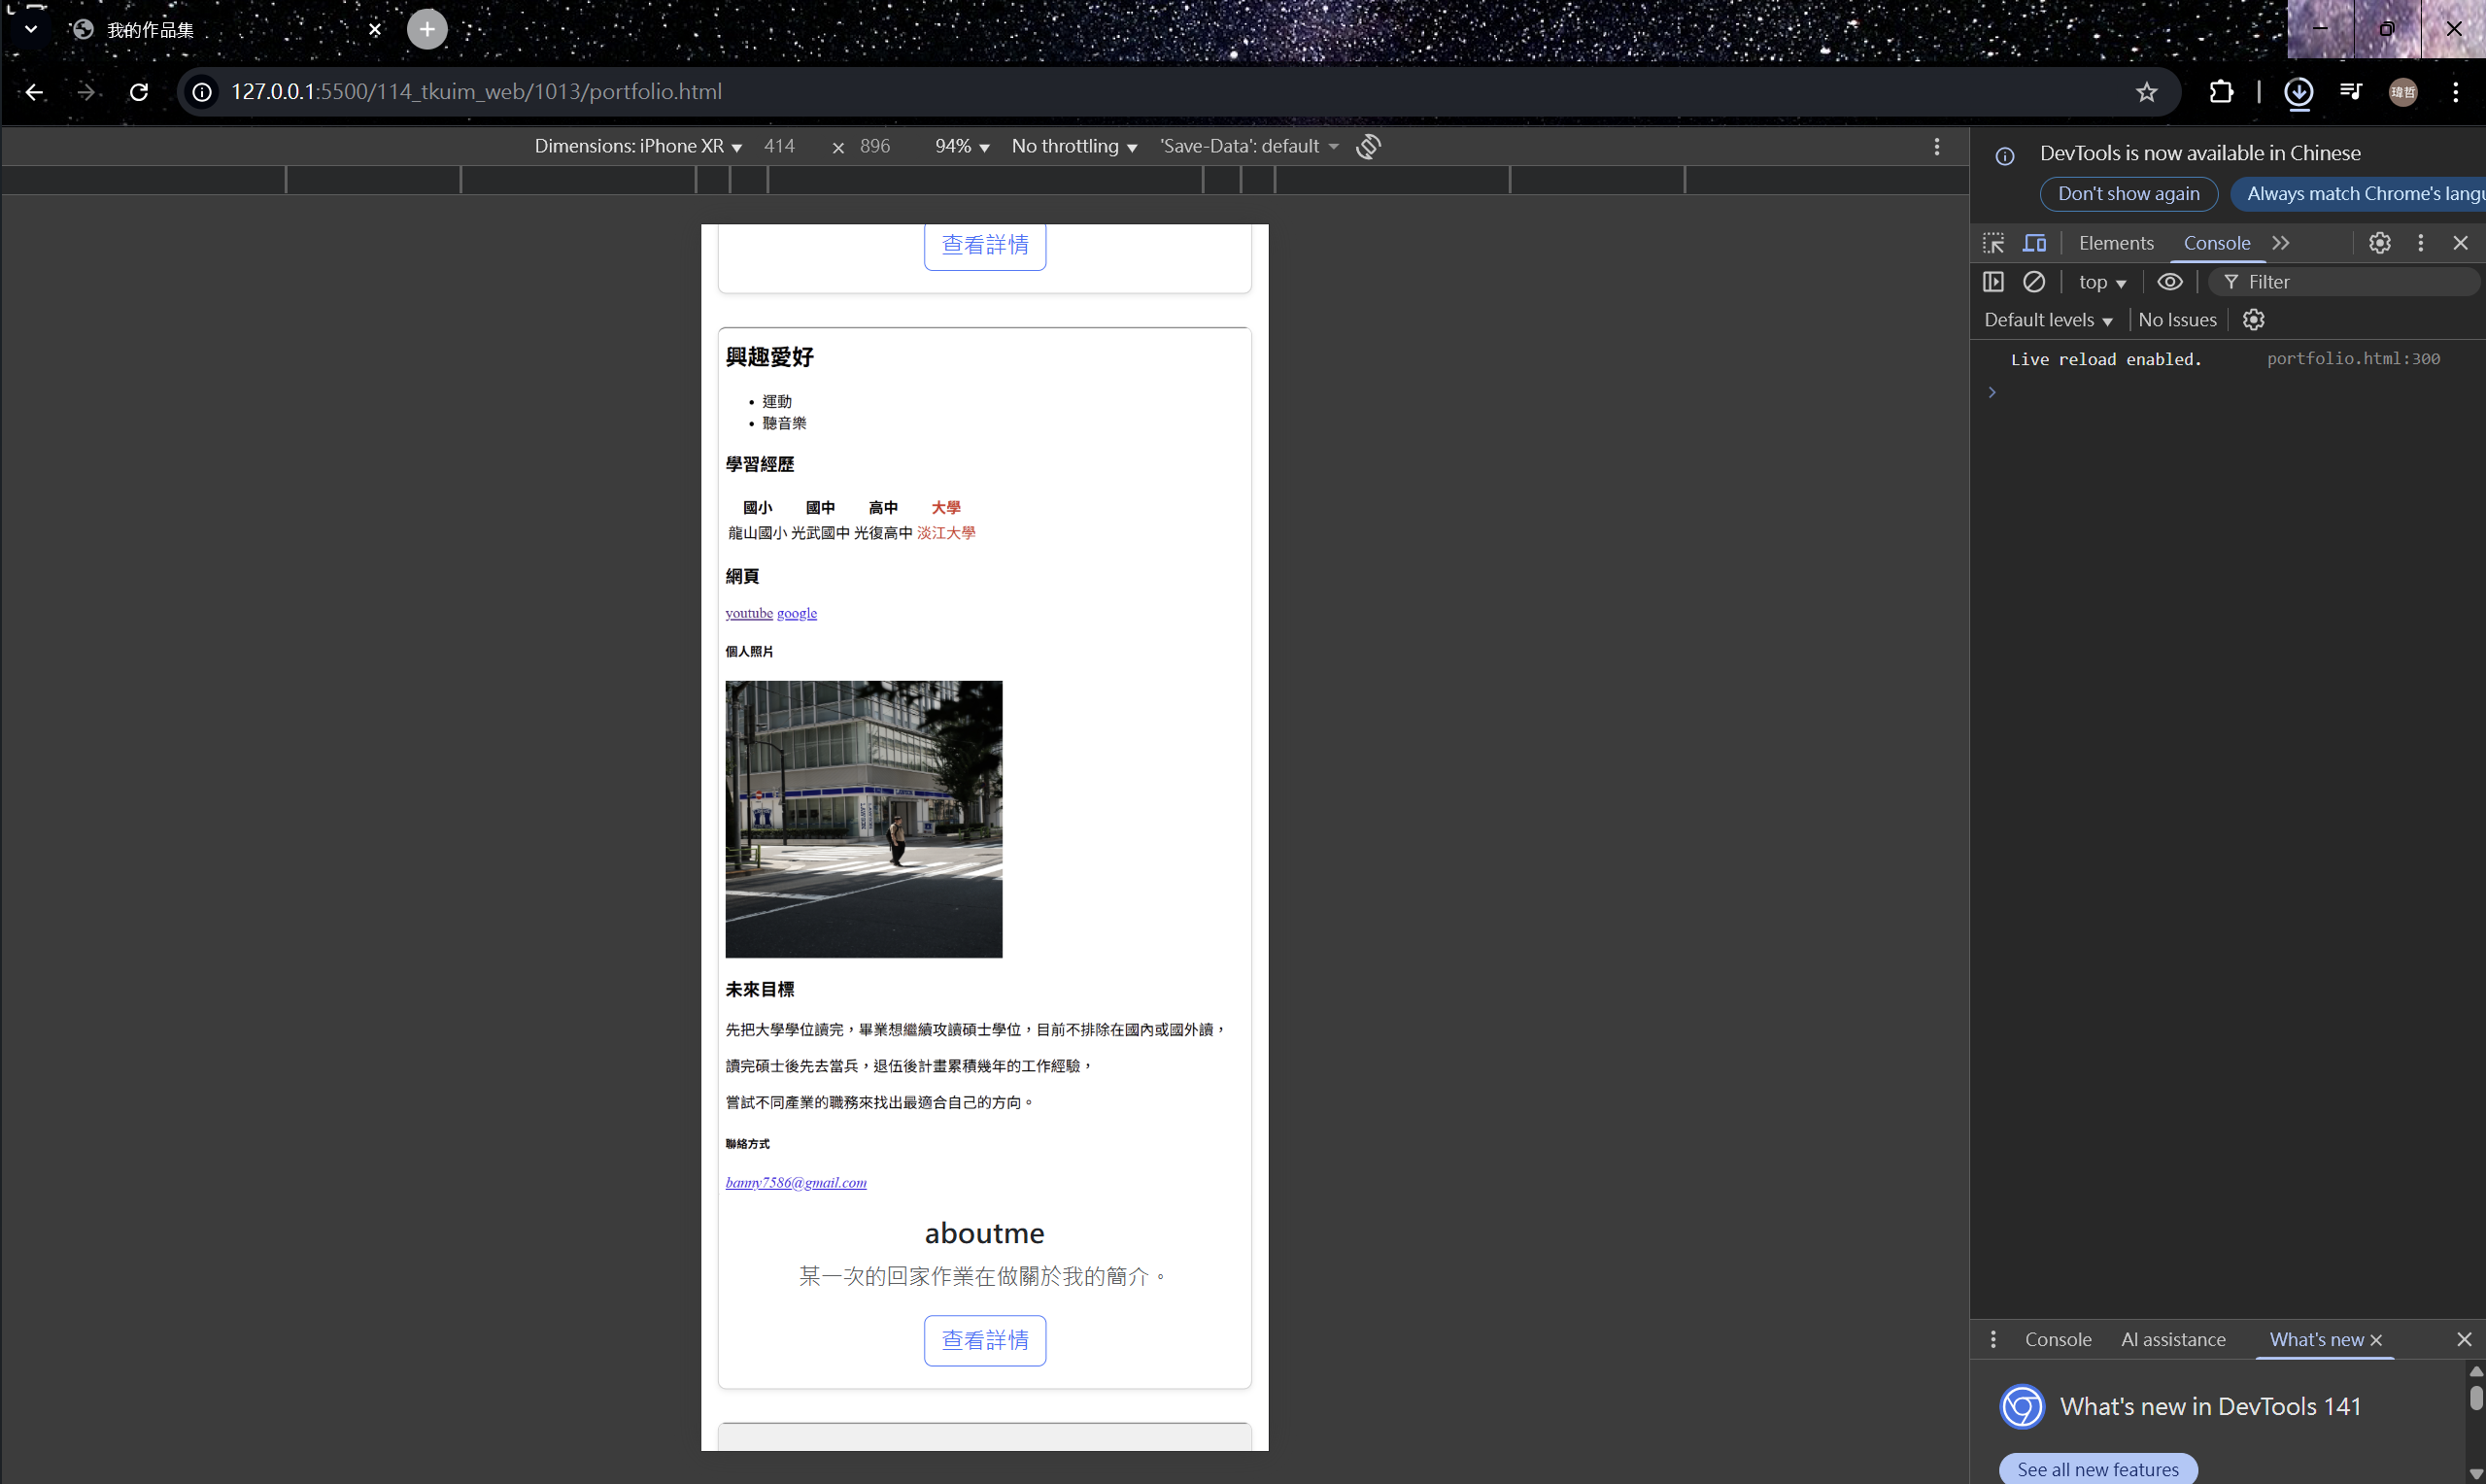 我的作品集
127.0.0.1:5500/114_tkuim_web/1013/portfolio.html
瑋哲
Dimensions: iPhone XR 414 × 896 94% No throttling 'Save-Data': default
DevTools is now available in Chinese
Don't show again Always match Chrome's langu
Elements Console
top Filter
Default levels No Issues
Live reload enabled. portfolio.html:300
查看詳情
興趣愛好
• 運動
• 聽音樂
學習經歷
國小 國中 高中 大學
龍山國小 光武國中 光復高中 淡江大學
網頁
youtube google
個人照片
未來目標
先把大學學位讀完，畢業想繼續攻讀碩士學位，目前不排除在國內或國外讀，
讀完碩士後先去當兵，退伍後計畫累積幾年的工作經驗，
嘗試不同產業的職務來找出最適合自己的方向。
聯絡方式
banny7586@gmail.com
aboutme
某一次的回家作業在做關於我的簡介。
查看詳情
Console AI assistance What's new
What's new in DevTools 141
See all new features